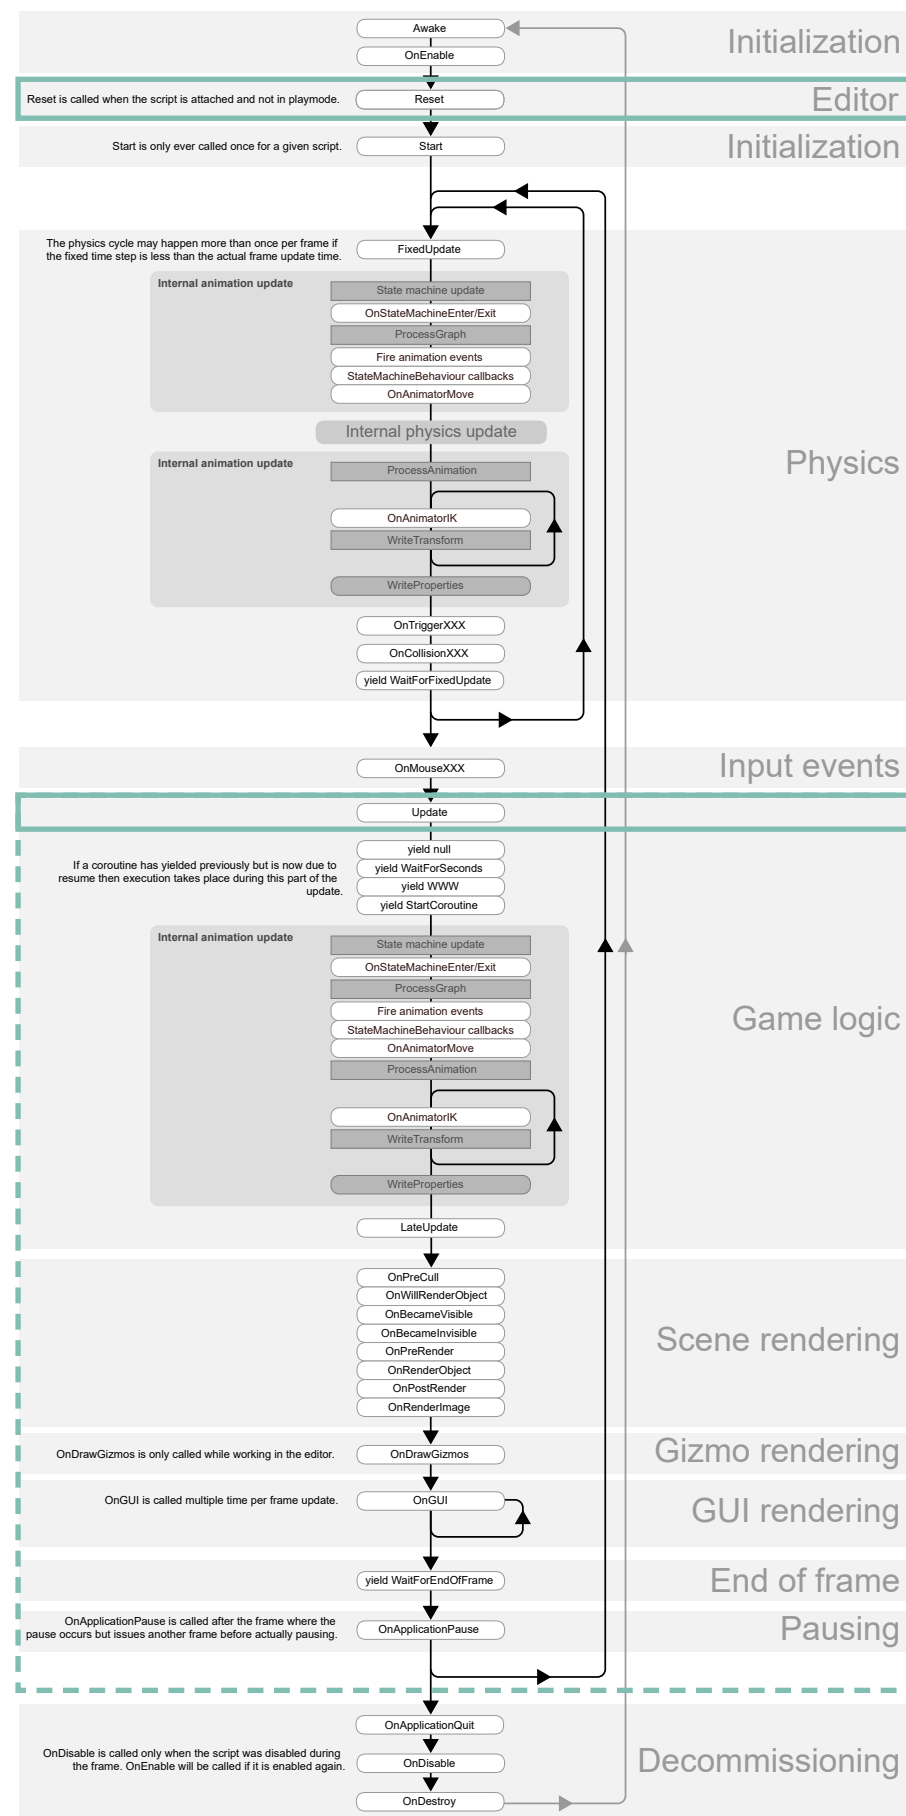 Awake
Initialization
OnEnable
Reset is called when the script is attached and not in playmode.
Reset
Editor
Start is only ever called once for a given script.
Start
Initialization
The physics cycle may happen more than once per frame if
the fixed time step is less than the actual frame update time.
FixedUpdate
Internal animation update
State machine update
OnStateMachineEnter/Exit
ProcessGraph
Fire animation events
StateMachineBehaviour callbacks
OnAnimatorMove
Internal physics update
Physics
Internal animation update
ProcessAnimation
OnAnimatorIK
WriteTransform
WriteProperties
OnTriggerXXX
OnCollisionXXX
yield WaitForFixedUpdate
OnMouseXXX
Input events
Update
If a coroutine has yielded previously but is now due to
resume then execution takes place during this part of the
update.
yield null
yield WaitForSeconds
yield WWW
yield StartCoroutine
Internal animation update
State machine update
OnStateMachineEnter/Exit
ProcessGraph
Fire animation events
StateMachineBehaviour callbacks
OnAnimatorMove
ProcessAnimation
Game logic
OnAnimatorIK
WriteTransform
WriteProperties
LateUpdate
OnPreCull
OnWillRenderObject
OnBecameVisible
OnBecameInvisible
OnPreRender
OnRenderObject
OnPostRender
OnRenderImage
Scene rendering
OnDrawGizmos is only called while working in the editor.
OnDrawGizmos
Gizmo rendering
OnGUI is called multiple time per frame update.
OnGUI
GUI rendering
yield WaitForEndOfFrame
End of frame
OnApplicationPause is called after the frame where the
pause occurs but issues another frame before actually pausing.
OnApplicationPause
Pausing
OnApplicationQuit
OnDisable is called only when the script was disabled during
the frame. OnEnable will be called if it is enabled again.
OnDisable
Decommissioning
OnDestroy